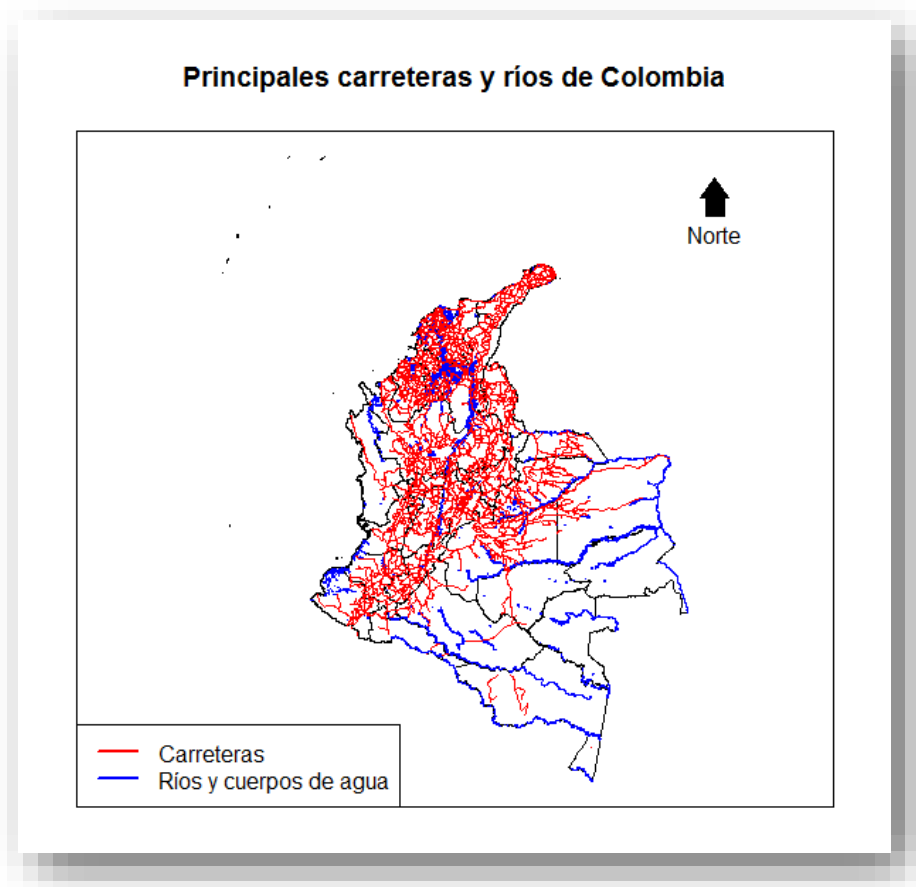 Principales carreteras y ríos de Colombia
Norte
Carreteras
Ríos y cuerpos de agua